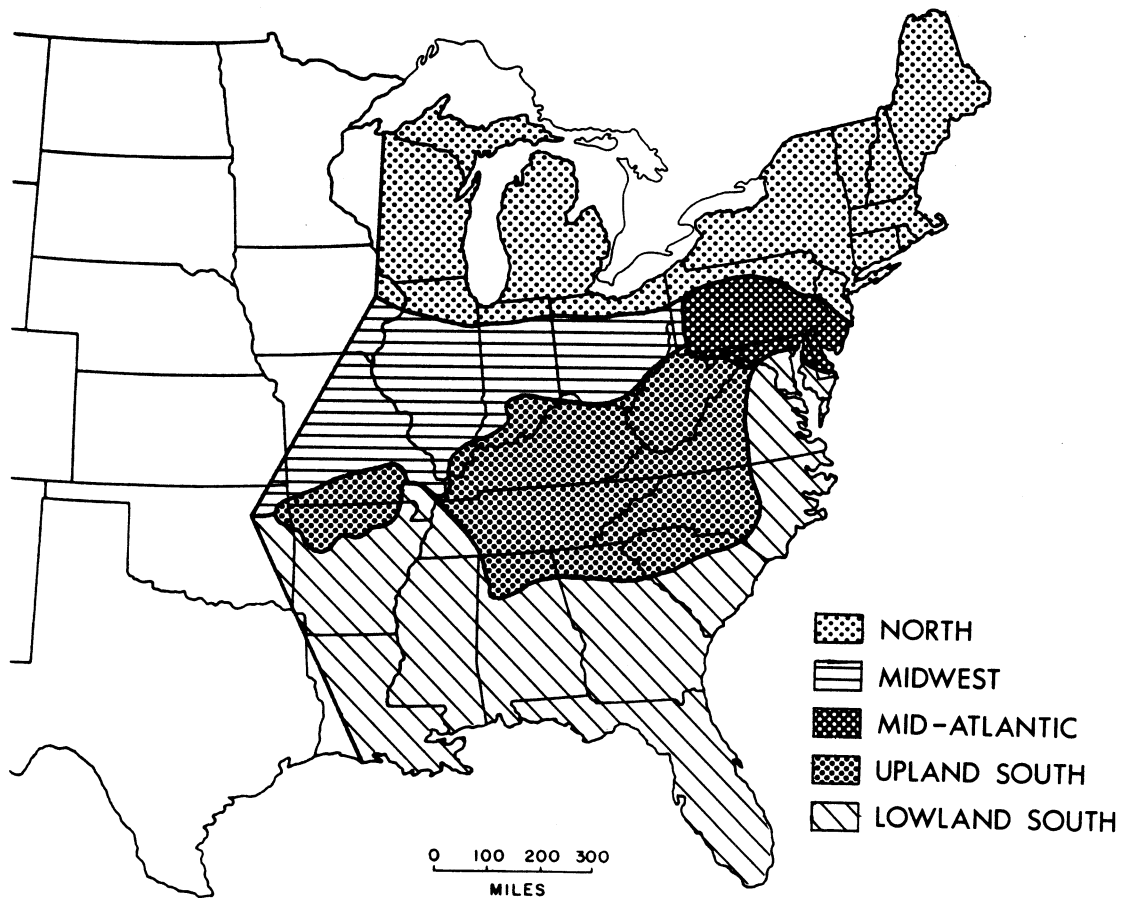 NORTH
MIDWEST
MID-ATLANTIC
UPLAND SOUTH
LOWLAND SOUTH
0 100 200 300
MILES